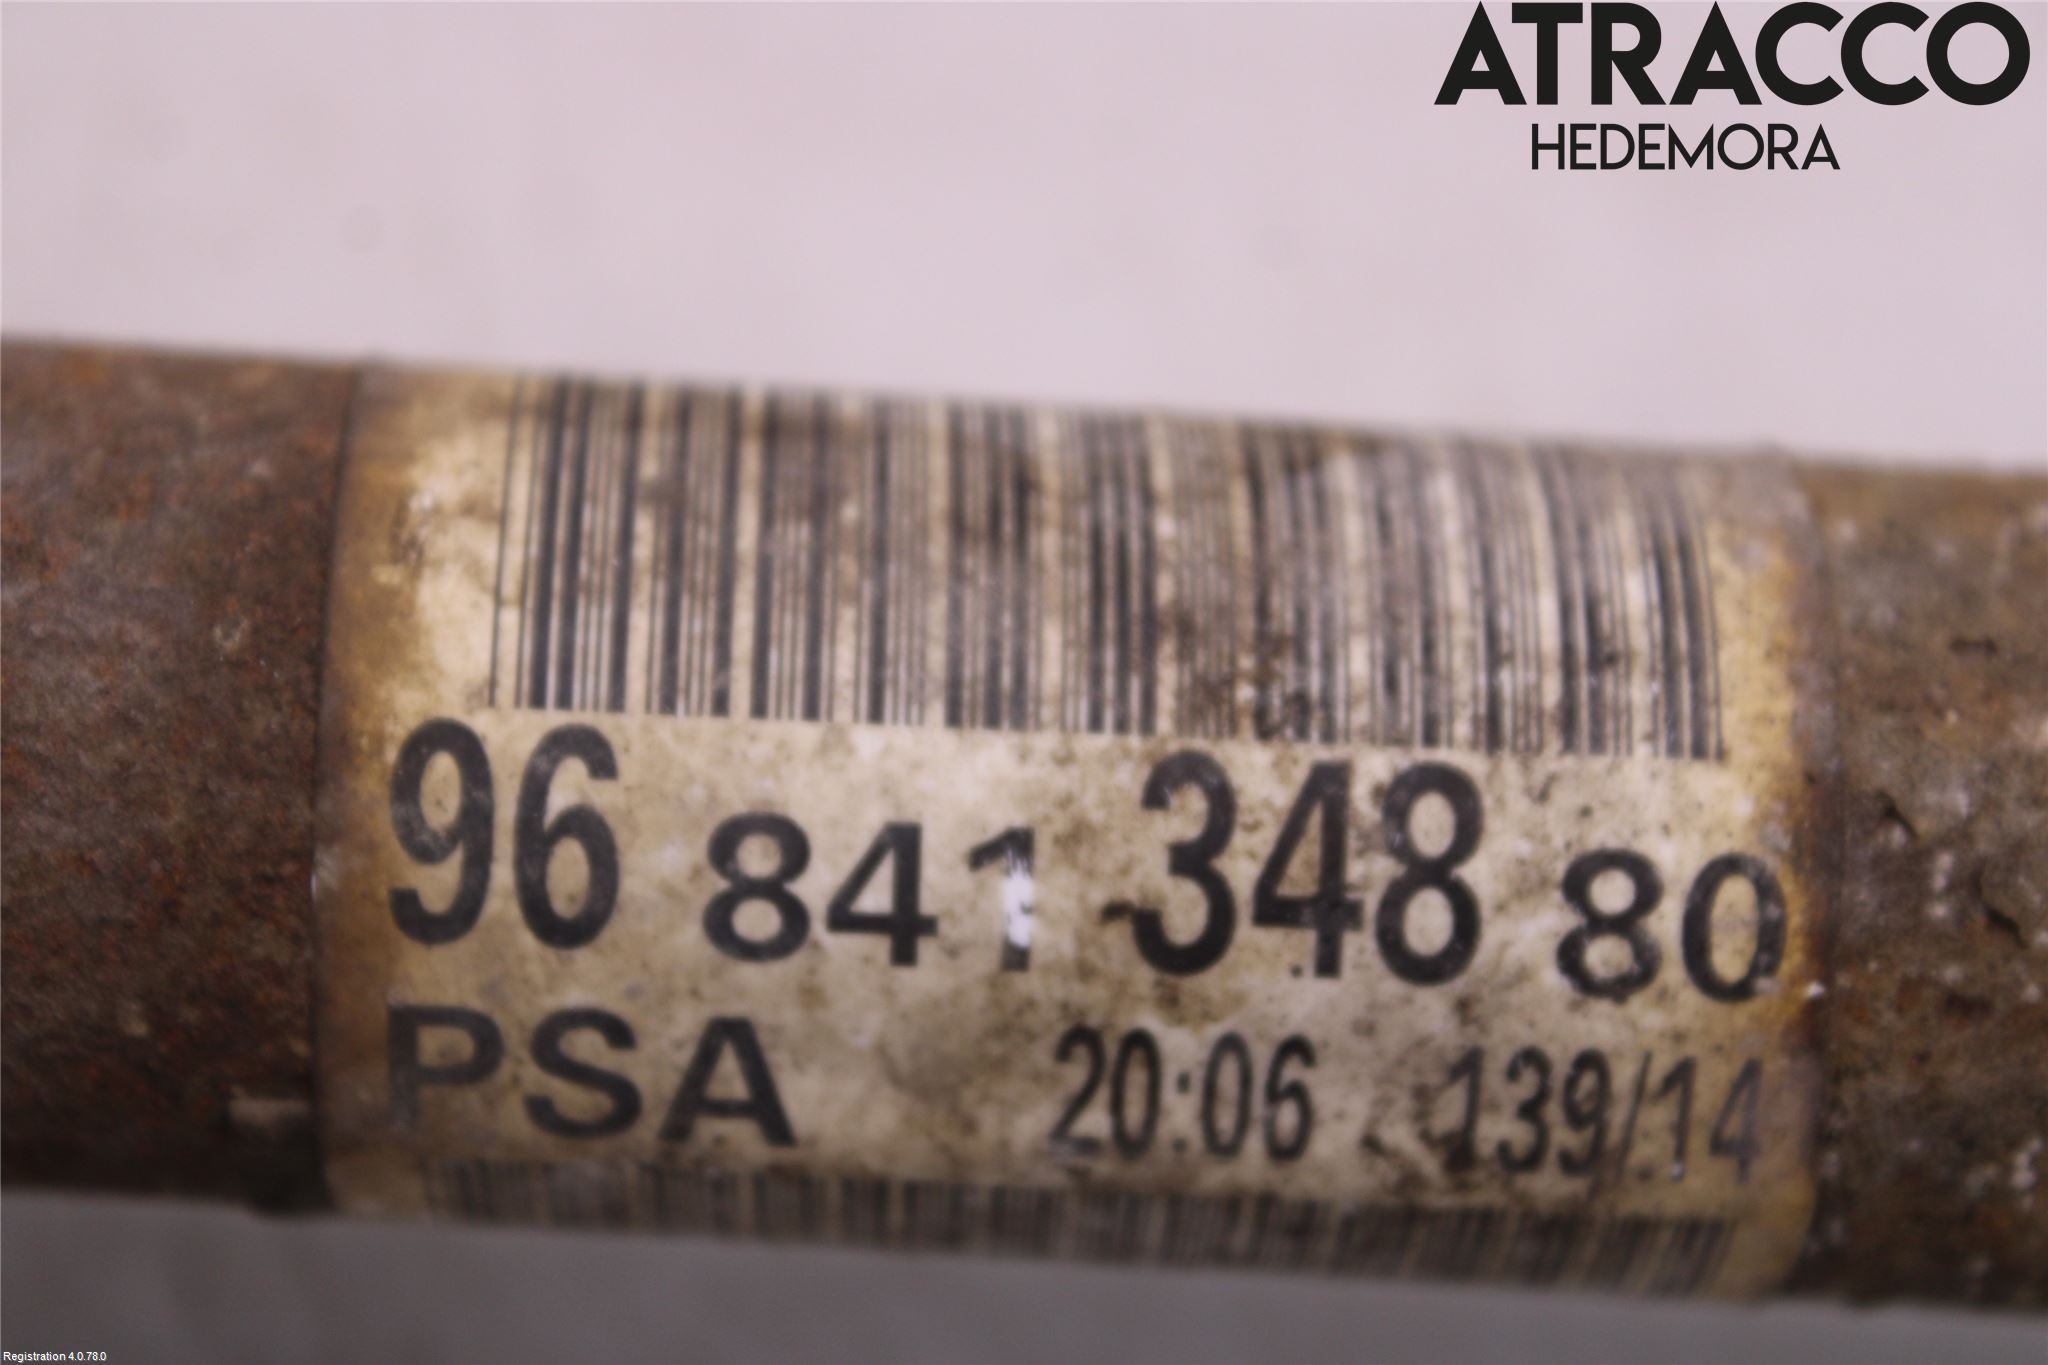 ATRACCO
HEDEMORA
96 841 348 80
PSA 20:06 139/14
Registration 4.0.78.0